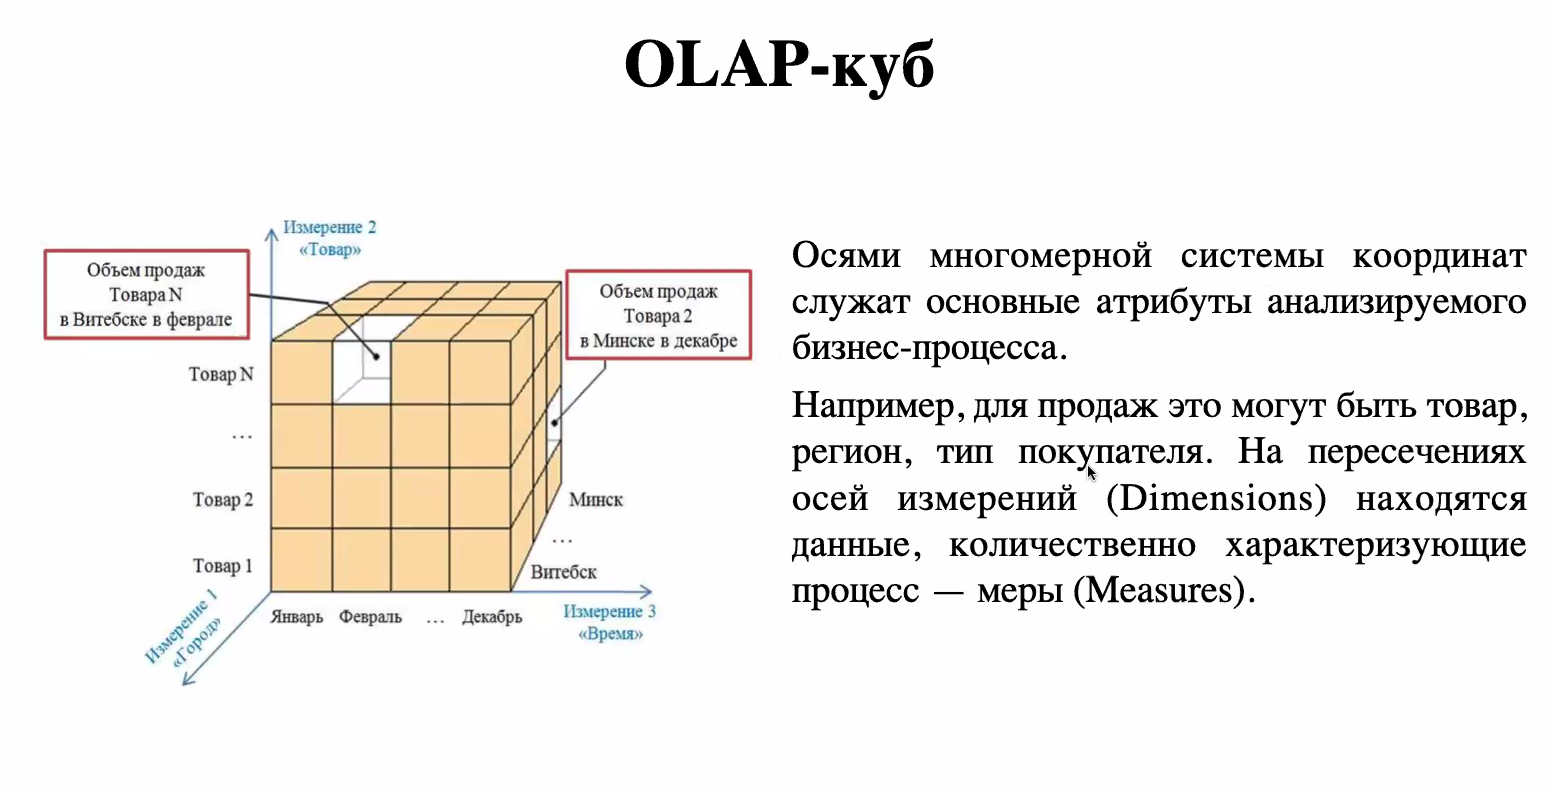 OLAP-куб
Измерение 2
«Товар»
Объем продаж
Товара N
в Витебске в феврале
Объем продаж
Товара 2
в Минске в декабре
Товар N
…
Товар 2
Товар 1
Минск
…
Витебск
Январь Февраль … Декабрь
Измерение 3
«Время»
Измерение 1
«Город»
Осями многомерной системы координат
служат основные атрибуты анализируемого
бизнес-процесса.
Например, для продаж это могут быть товар,
регион, тип покупателя. На пересечениях
осей измерений (Dimensions) находятся
данные, количественно характеризующие
процесс — меры (Measures).